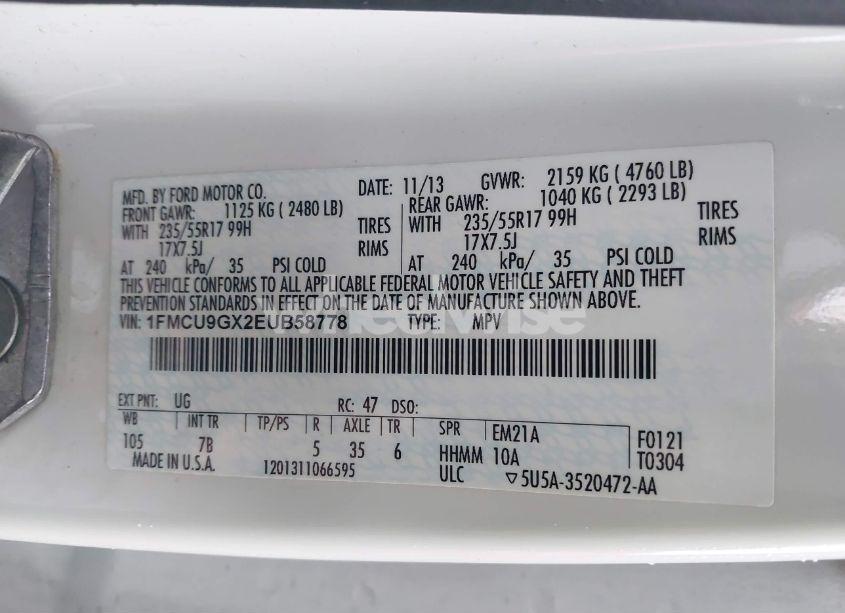 MFD. BY FORD MOTOR CO. DATE: 11/13 GVWR: 2159 KG ( 4760 LB)
FRONT GAWR: 1125 KG ( 2480 LB) REAR GAWR: 1040 KG ( 2293 LB)
WITH 235/55R17 99H TIRES WITH 235/55R17 99H TIRES
17X7.5J RIMS 17X7.5J RIMS
AT 240 kPa/ 35 PSI COLD AT 240 kPa/ 35 PSI COLD
THIS VEHICLE CONFORMS TO ALL APPLICABLE FEDERAL MOTOR VEHICLE SAFETY AND THEFT
PREVENTION STANDARDS IN EFFECT ON THE DATE OF MANUFACTURE SHOWN ABOVE.
VIN: 1FMCU9GX2EUB58778 TYPE: MPV
EXT PNT: UG RC: 47 DSO:
WB INT TR TP/PS R AXLE TR SPR EM21A F0121
105 7B 5 35 6 HHMM 10A T0304
MADE IN U.S.A. 1201311066595 ULC ▽5U5A-3520472-AA